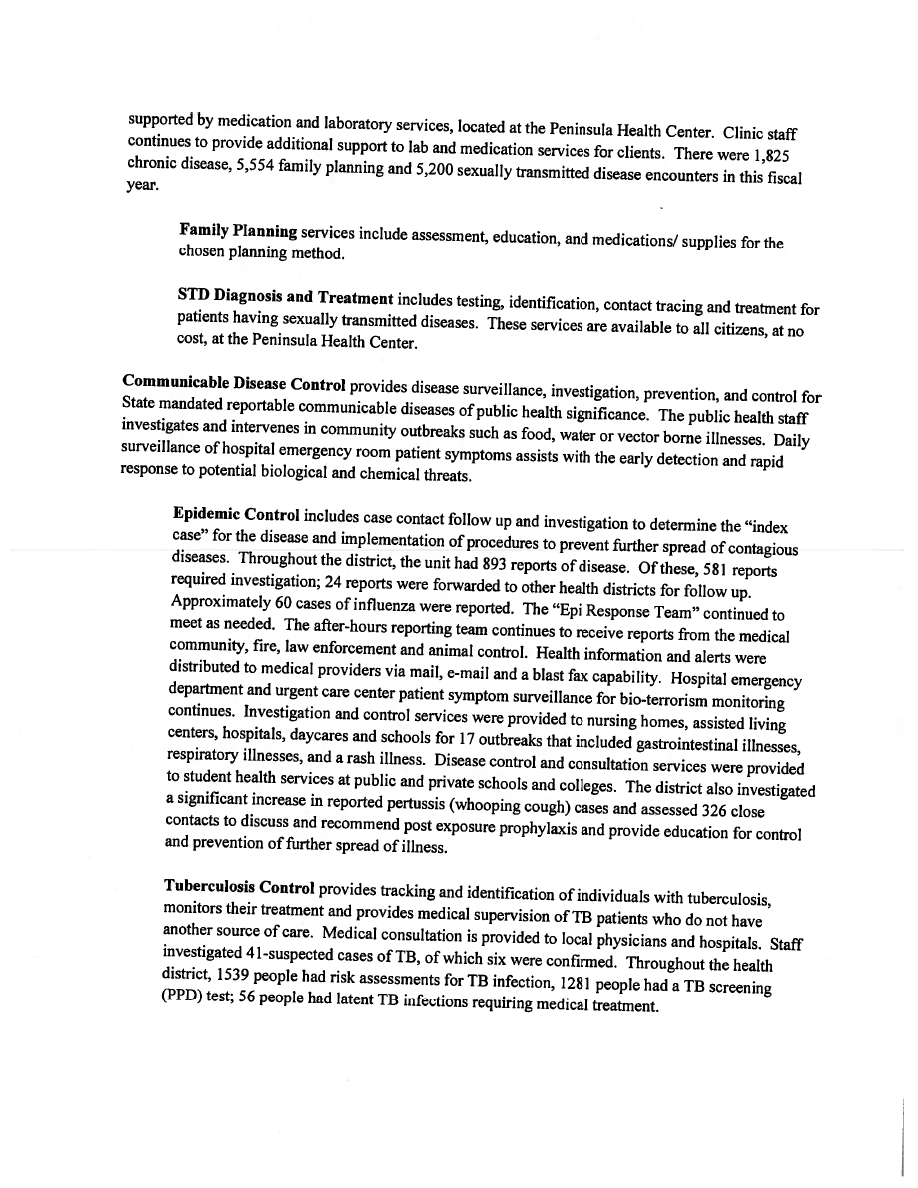 supported by medication and laboratory services, located at the Peninsula Health Center. Clinic staff
continues to provide additional support to lab and medication services for clients. There were 1,825
chronic disease, 5,554 family planning and 5,200 sexually transmitted disease encounters in this fiscal
year.
Family Planning services include assessment, education, and medications/ supplies for the
chosen planning method.
STD Diagnosis and Treatment includes testing, identification, contact tracing and treatment for
patients having sexually transmitted diseases. These services are available to all citizens, at no
cost, at the Peninsula Health Center.
Communicable Disease Control provides disease surveillance, investigation, prevention, and control for
State mandated reportable communicable diseases of public health significance. The public health staff
investigates and intervenes in community outbreaks such as food, water or vector borne illnesses. Daily
surveillance of hospital emergency room patient symptoms assists with the early detection and rapid
response to potential biological and chemical threats.
Epidemic Control includes case contact follow up and investigation to determine the “index
case” for the disease and implementation of procedures to prevent further spread of contagious
diseases. Throughout the district, the unit had 893 reports of disease. Of these, 581 reports
required investigation; 24 reports were forwarded to other health districts for follow up.
Approximately 60 cases of influenza were reported. The “Epi Response Team” continued to
meet as needed. The after-hours reporting team continues to receive reports from the medical
community, fire, law enforcement and animal control. Health information and alerts were
distributed to medical providers via mail, e-mail and a blast fax capability. Hospital emergency
department and urgent care center patient symptom surveillance for bio-terrorism monitoring
continues. Investigation and control services were provided to nursing homes, assisted living
centers, hospitals, daycares and schools for 17 outbreaks that included gastrointestinal illnesses,
respiratory illnesses, and a rash illness. Disease control and consultation services were provided
to student health services at public and private schools and colleges. The district also investigated
a significant increase in reported pertussis (whooping cough) cases and assessed 326 close
contacts to discuss and recommend post exposure prophylaxis and provide education for control
and prevention of further spread of illness.
Tuberculosis Control provides tracking and identification of individuals with tuberculosis,
monitors their treatment and provides medical supervision of TB patients who do not have
another source of care. Medical consultation is provided to local physicians and hospitals. Staff
investigated 41-suspected cases of TB, of which six were confirmed. Throughout the health
district, 1539 people had risk assessments for TB infection, 1281 people had a TB screening
(PPD) test; 56 people had latent TB infections requiring medical treatment.